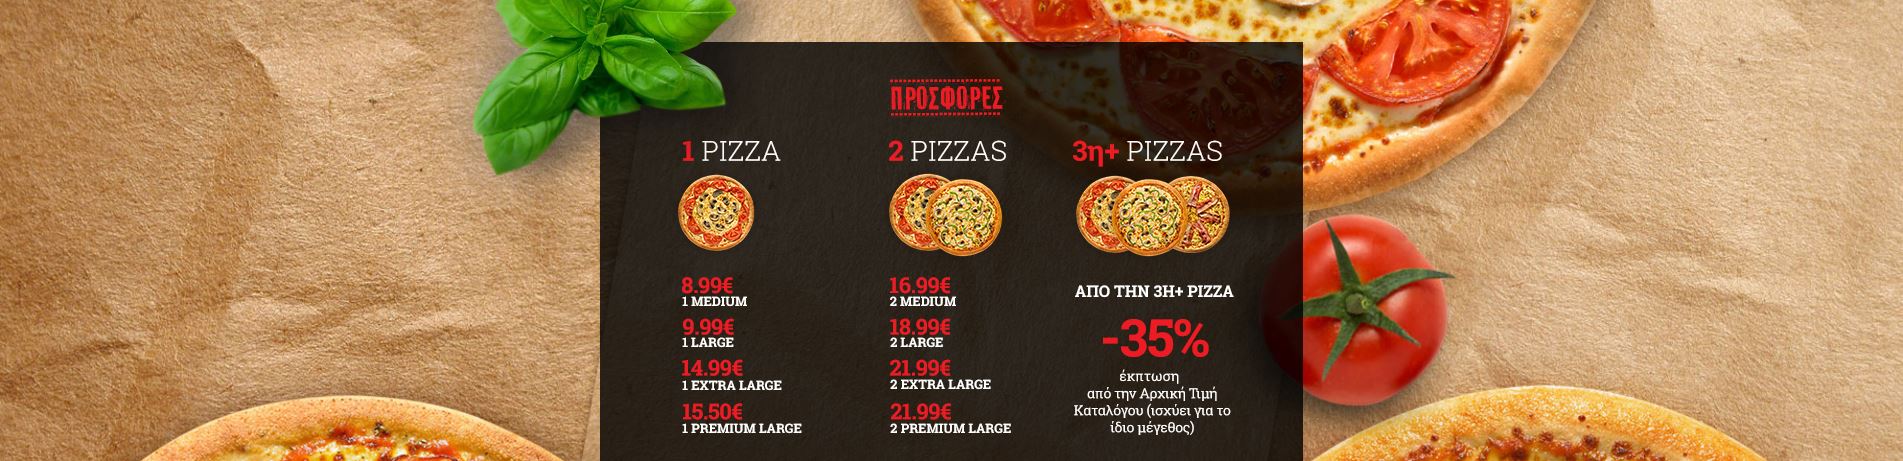 ΠΡΟΣΦΟΡΕΣ
1 PIZZA
8.99€
1 MEDIUM
9.99€
1 LARGE
14.99€
1 EXTRA LARGE
15.50€
1 PREMIUM LARGE
2 PIZZAS
16.99€
2 MEDIUM
18.99€
2 LARGE
21.99€
2 EXTRA LARGE
21.99€
2 PREMIUM LARGE
3η+ PIZZAS
ΑΠΟ ΤΗΝ 3Η+ PIZZA
-35%
έκπτωση
από την Αρχική Τιμή
Καταλόγου (ισχύει για το
ίδιο μέγεθος)